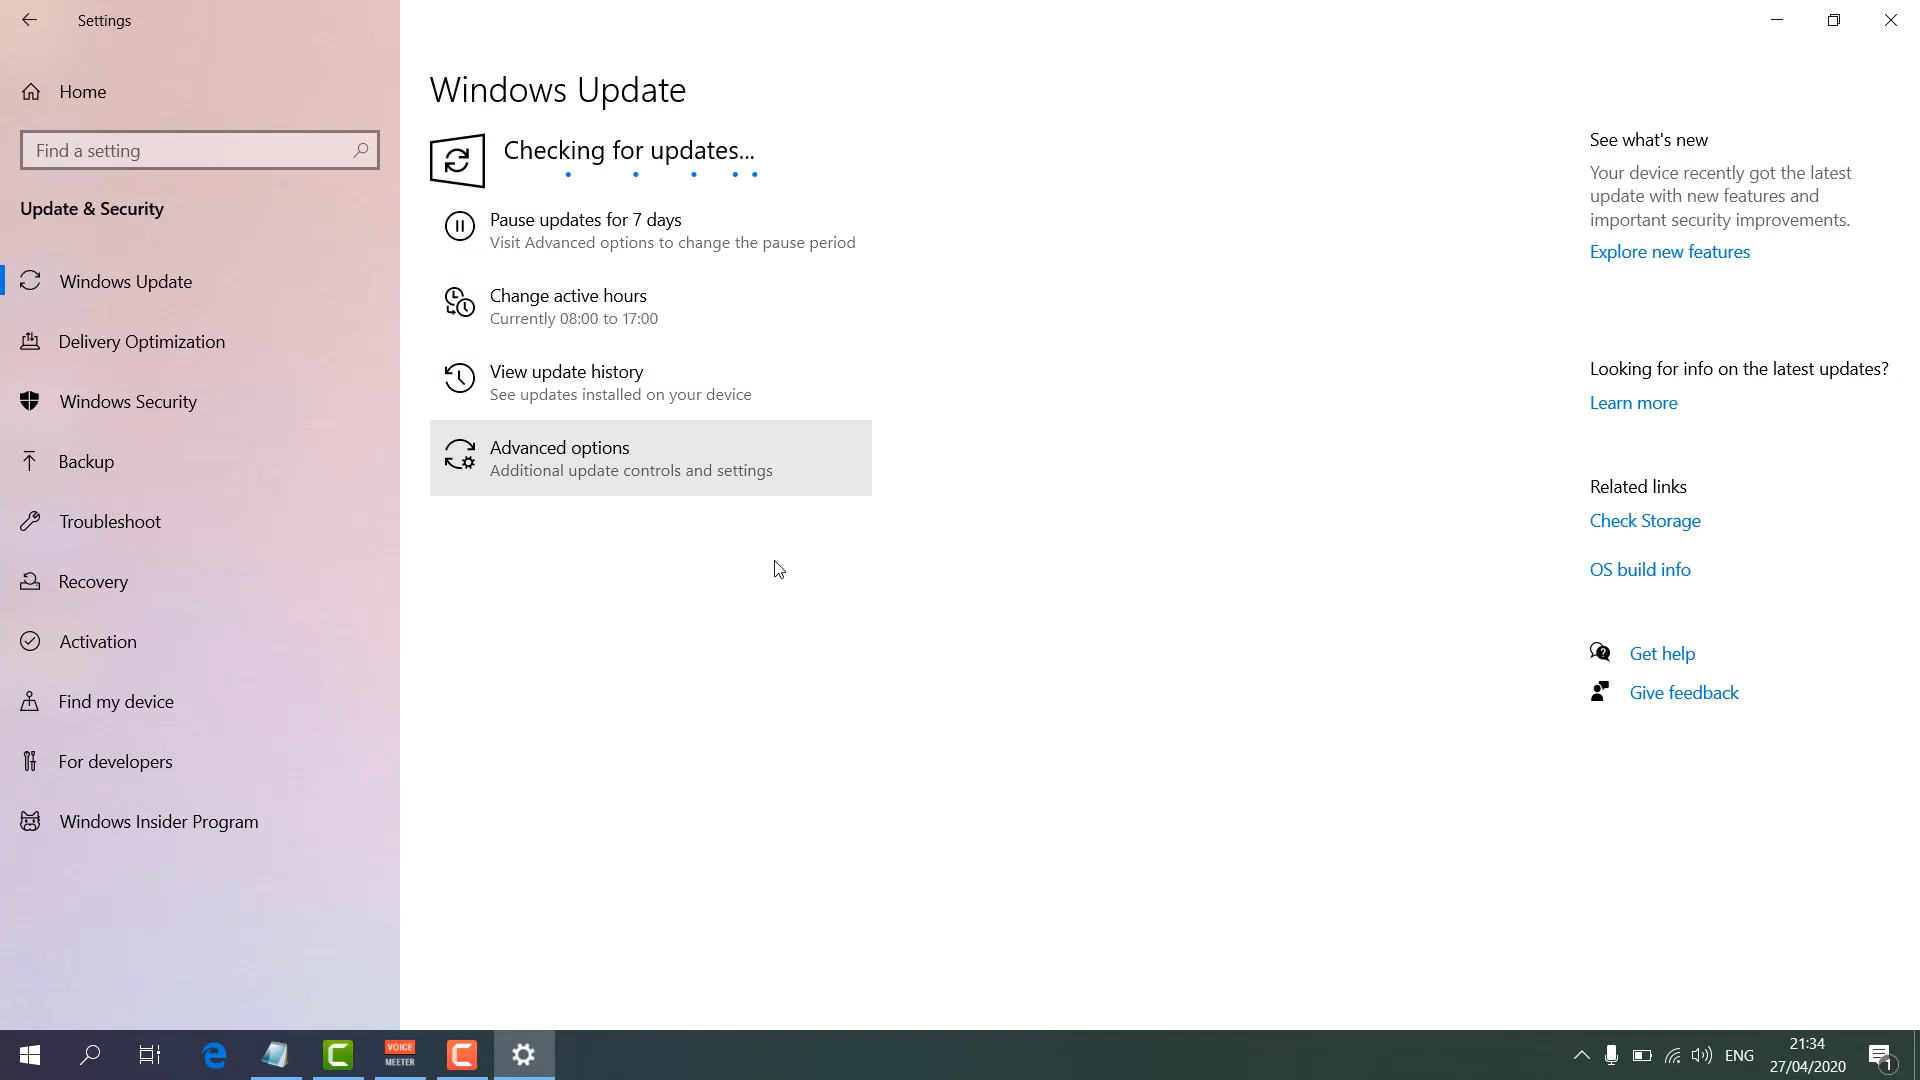 Settings
Home
Find a setting
Update & Security
Windows Update
Delivery Optimization
Windows Security
Backup
Troubleshoot
Recovery
Activation
Find my device
For developers
Windows Insider Program
Windows Update
Checking for updates...
Pause updates for 7 days
Visit Advanced options to change the pause period
Change active hours
Currently 08:00 to 17:00
View update history
See updates installed on your device
Advanced options
Additional update controls and settings
See what's new
Your device recently got the latest
update with new features and
important security improvements.
Explore new features
Looking for info on the latest updates?
Learn more
Related links
Check Storage
OS build info
Get help
Give feedback
VOICE
MEETER
ENG
21:34
27/04/2020
1